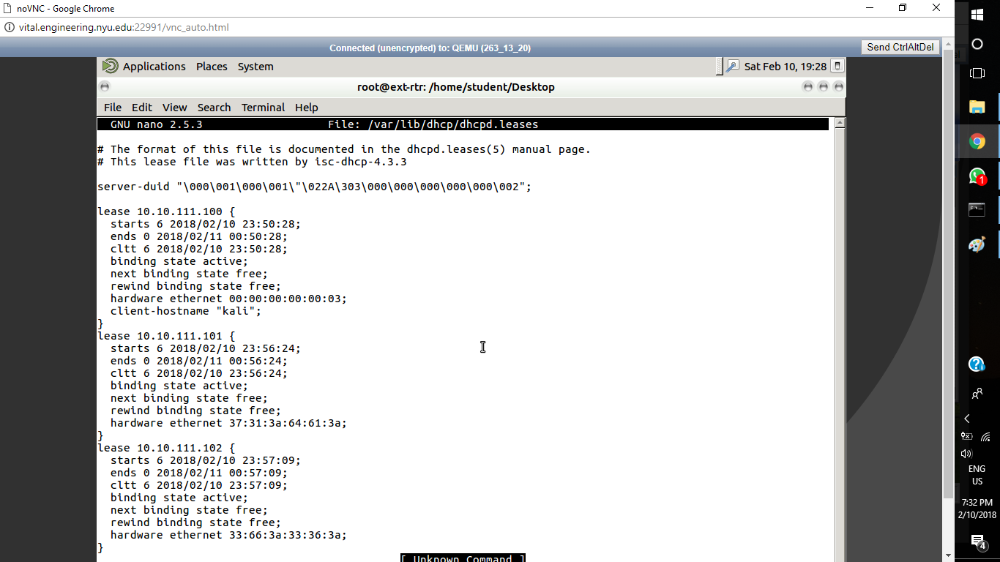 noVNC - Google Chrome
vital.engineering.nyu.edu:22991/vnc_auto.html
Connected (unencrypted) to: QEMU (263_13_20)
Send CtrlAltDel
Applications Places System
Sat Feb 10, 19:28
root@ext-rtr: /home/student/Desktop
File Edit View Search Terminal Help
GNU nano 2.5.3 File: /var/lib/dhcp/dhcpd.leases
# The format of this file is documented in the dhcpd.leases(5) manual page.
# This lease file was written by isc-dhcp-4.3.3
server-duid "\000\001\000\001\"\022A\303\000\000\000\000\000\002";
lease 10.10.111.100 {
starts 6 2018/02/10 23:50:28;
ends 0 2018/02/11 00:50:28;
cltt 6 2018/02/10 23:50:28;
binding state active;
next binding state free;
rewind binding state free;
hardware ethernet 00:00:00:00:00:03;
client-hostname "kali";
}
lease 10.10.111.101 {
starts 6 2018/02/10 23:56:24;
ends 0 2018/02/11 00:56:24;
cltt 6 2018/02/10 23:56:24;
binding state active;
next binding state free;
rewind binding state free;
hardware ethernet 37:31:3a:64:61:3a;
}
lease 10.10.111.102 {
starts 6 2018/02/10 23:57:09;
ends 0 2018/02/11 00:57:09;
cltt 6 2018/02/10 23:57:09;
binding state active;
next binding state free;
rewind binding state free;
hardware ethernet 33:66:3a:33:36:3a;
}
[ Unknown Command ]
1
ENG
US
7:32 PM
2/10/2018
4